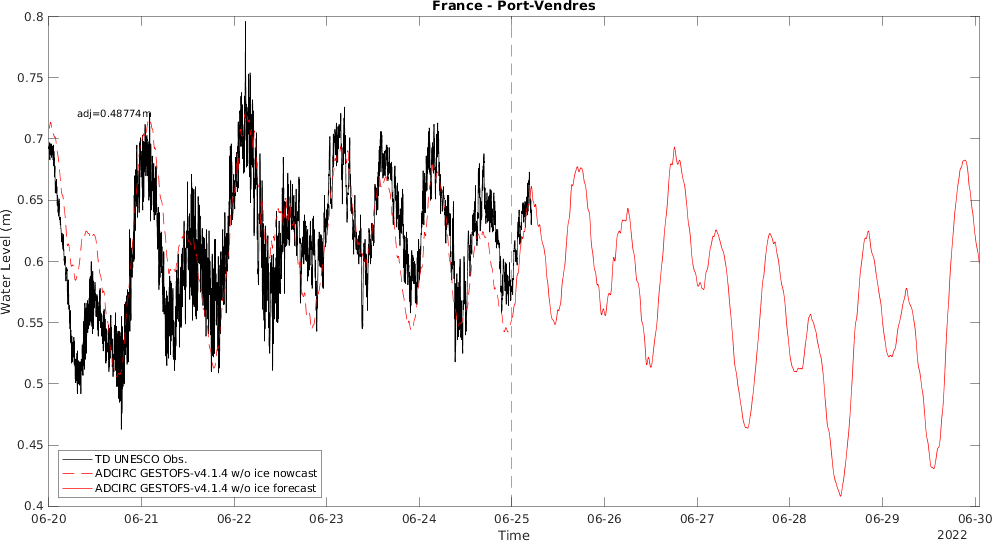 France - Port-Vendres
0.8
0.75
adj=0.48774m
0.7
0.65
0.6
0.55
0.5
0.45
0.4
Water Level (m)
TD UNESCO Obs.
ADCIRC GESTOFS-v4.1.4 w/o ice nowcast
ADCIRC GESTOFS-v4.1.4 w/o ice forecast
06-20 06-21 06-22 06-23 06-24 06-25 06-26 06-27 06-28 06-29 06-30
Time
2022